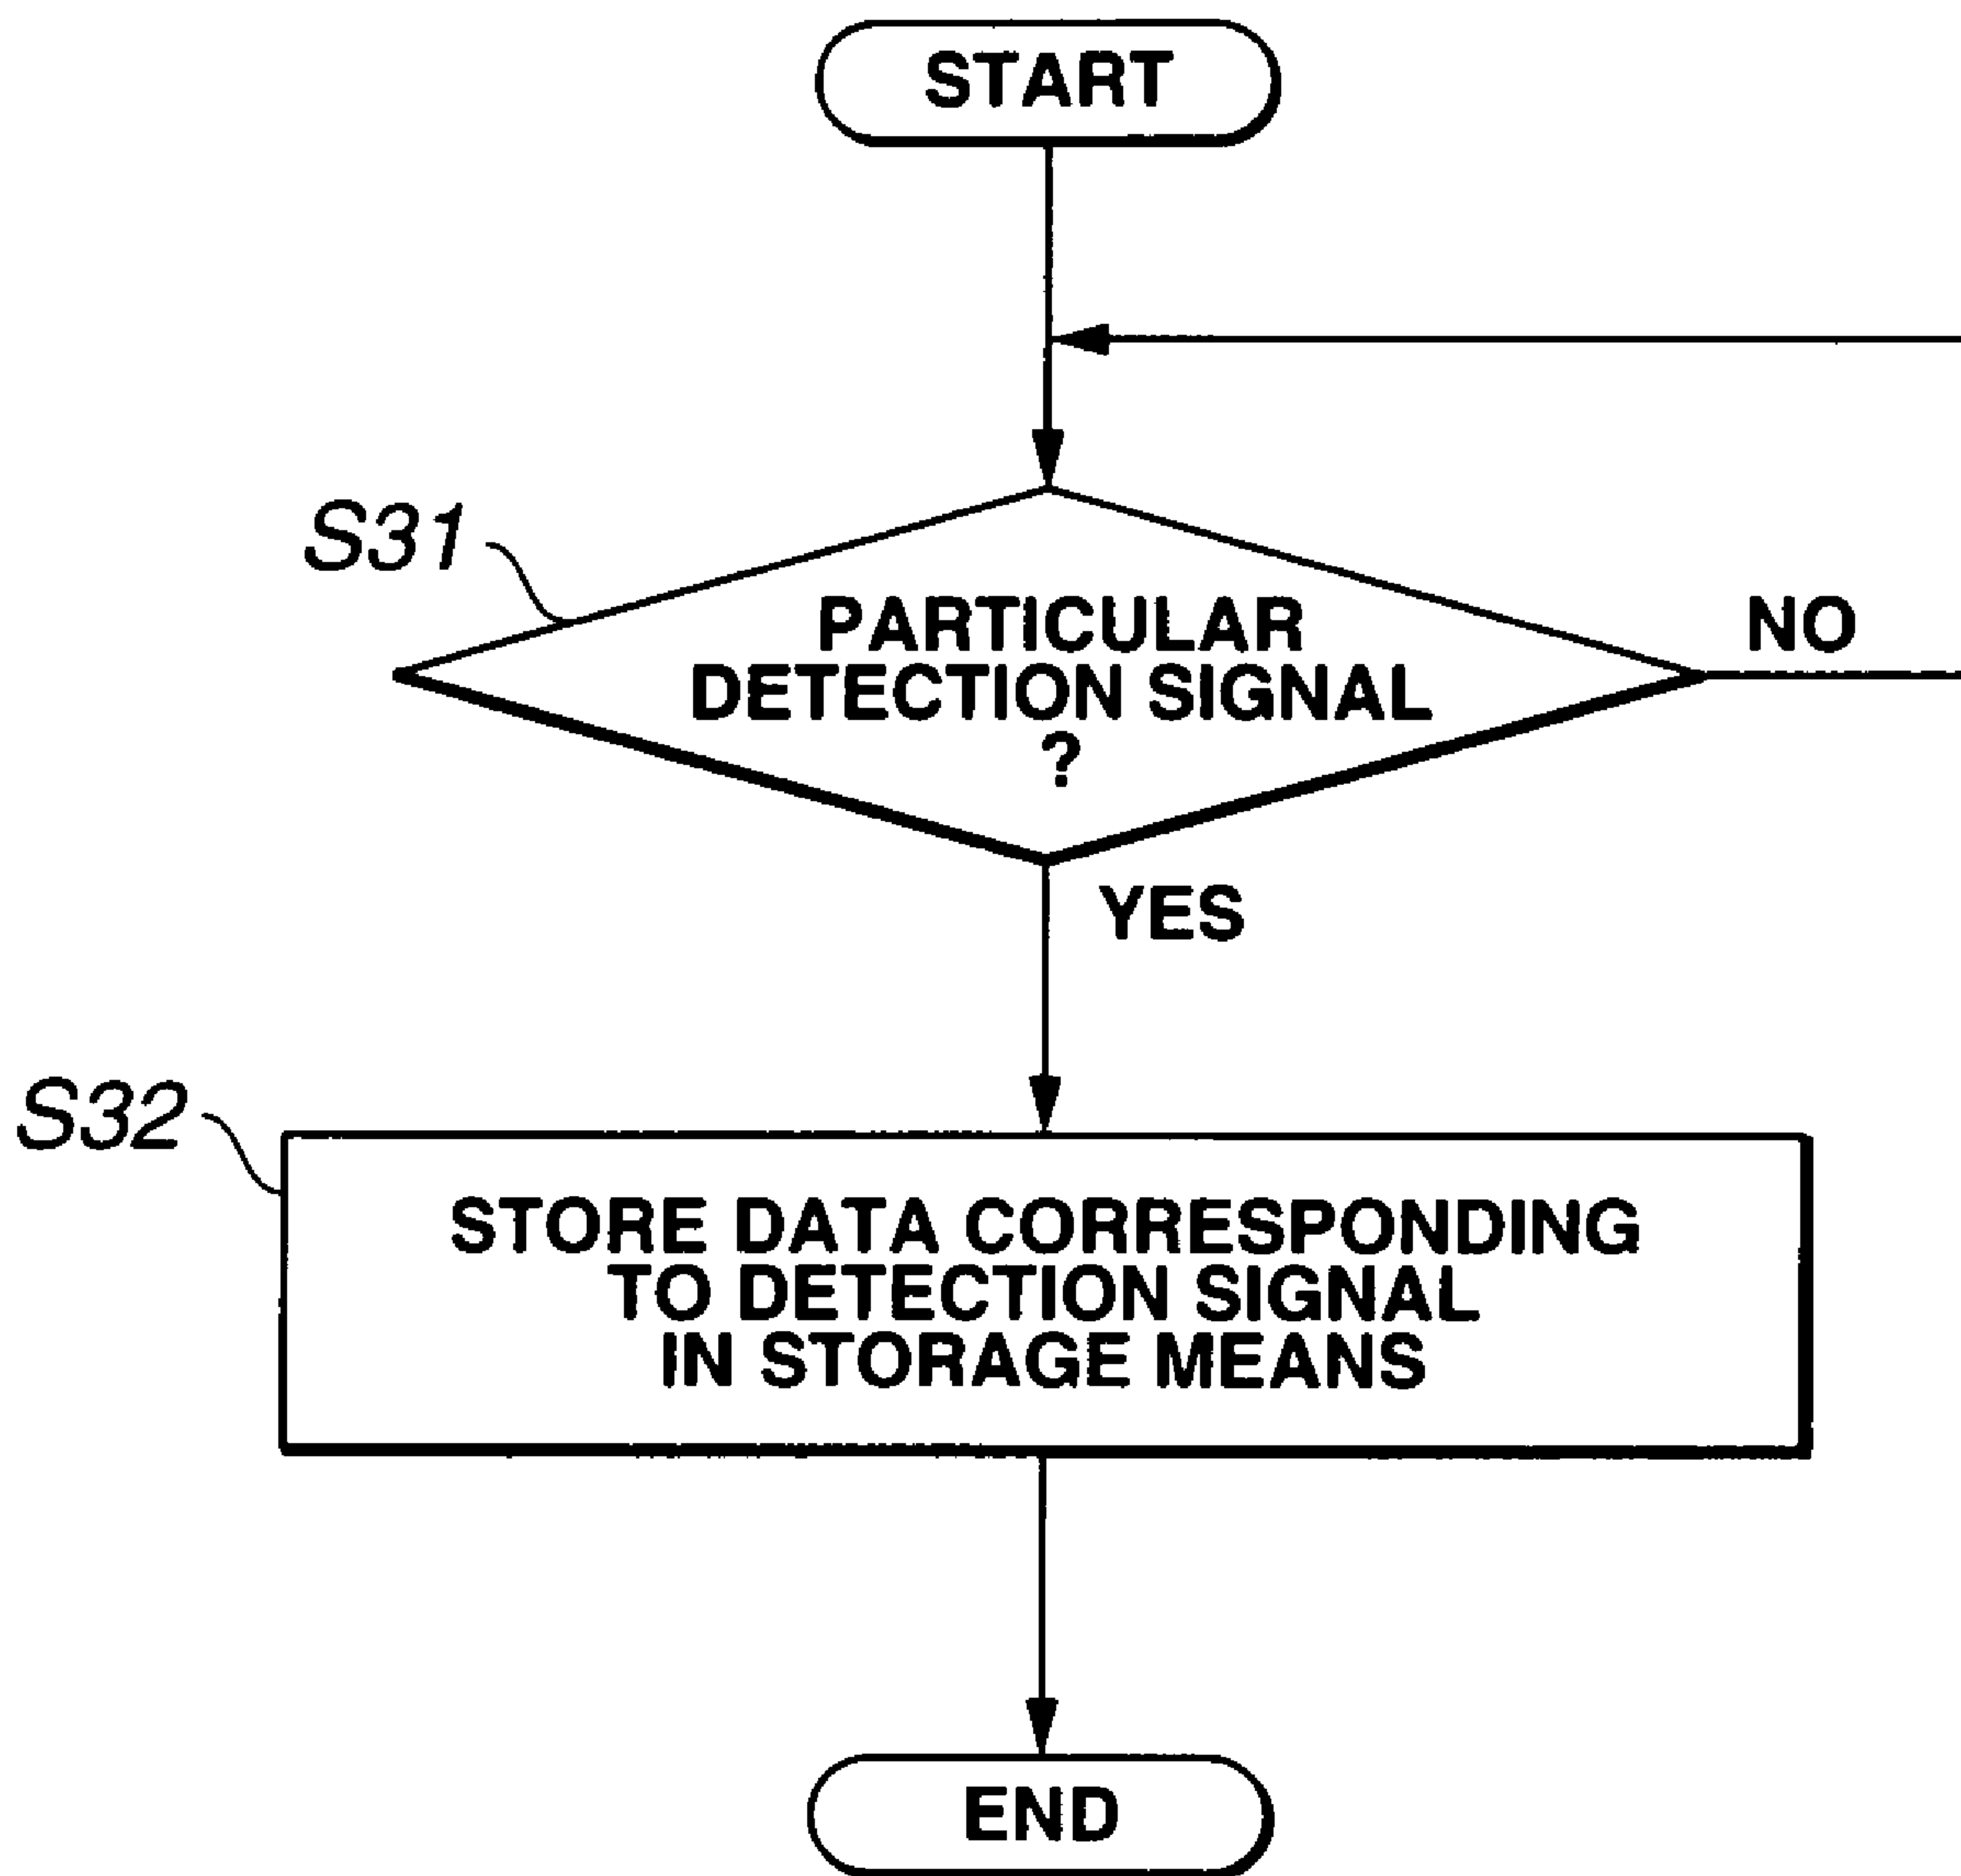 START
S31
PARTICULAR
DETECTION SIGNAL
?
NO
YES
S32
STORE DATA CORRESPONDING
TO DETECTION SIGNAL
IN STORAGE MEANS
END